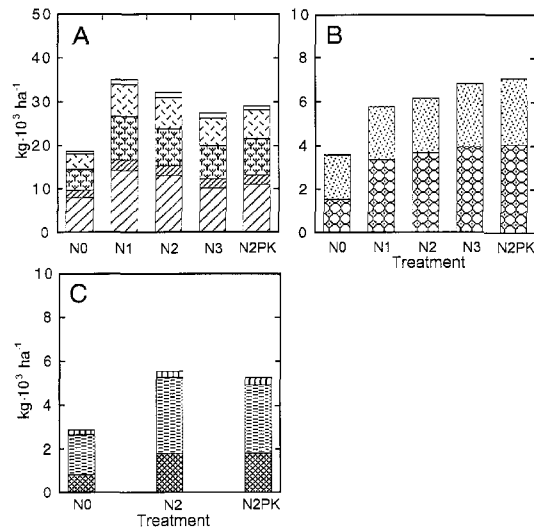 A
kg·10³ ha⁻¹
50
40
30
20
10
0
N0 N1 N2 N3 N2PK
B
10
8
6
4
2
0
N0 N1 N2 N3 N2PK
Treatment
C
kg·10³ ha⁻¹
10
8
6
4
2
0
N0 N2 N2PK
Treatment